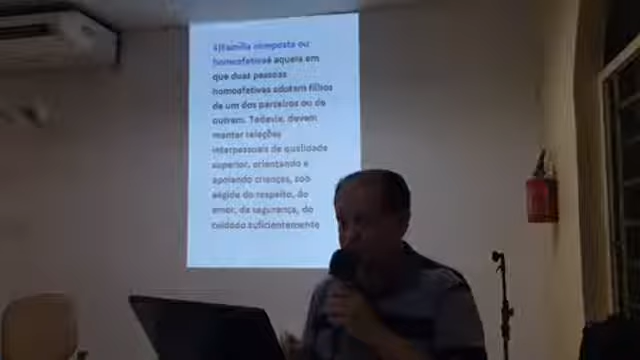 4)família composta ou
homoafetivaé aquela em
que duas pessoas
homoafetivas adotam filhos
de um dos parceiros ou de
outrem. Todavia, devem
manter relações
interpessoais de qualidade
superior, orientando e
apoiando crianças, sob
égide do respeito, do
amor, da segurança, do
cuidado suficientemente